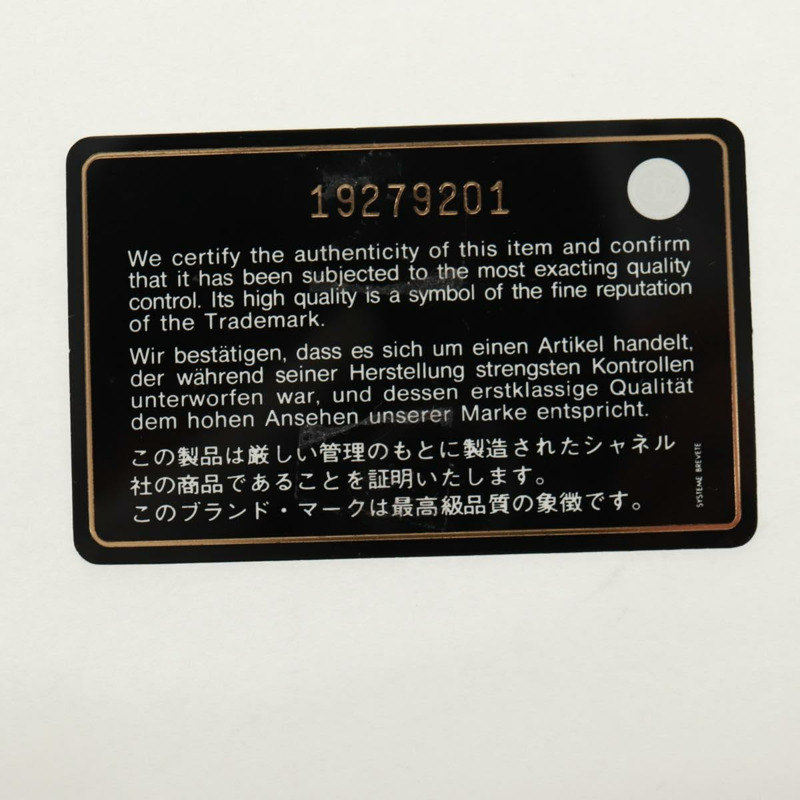 19279201
We certify the authenticity of this item and confirm
that it has been subjected to the most exacting quality
control. Its high quality is a symbol of the fine reputation
of the Trademark.
Wir bestätigen, dass es sich um einen Artikel handelt,
der während seiner Herstellung strengsten Kontrollen
unterworfen war, und dessen erstklassige Qualität
dem hohen Ansehen unserer Marke entspricht.
この製品は厳しい管理のもとに製造されたシャネル
社の商品であることを証明いたします。
このブランド・マークは最高級品質の象徴です。
SYSTEME BREVETE